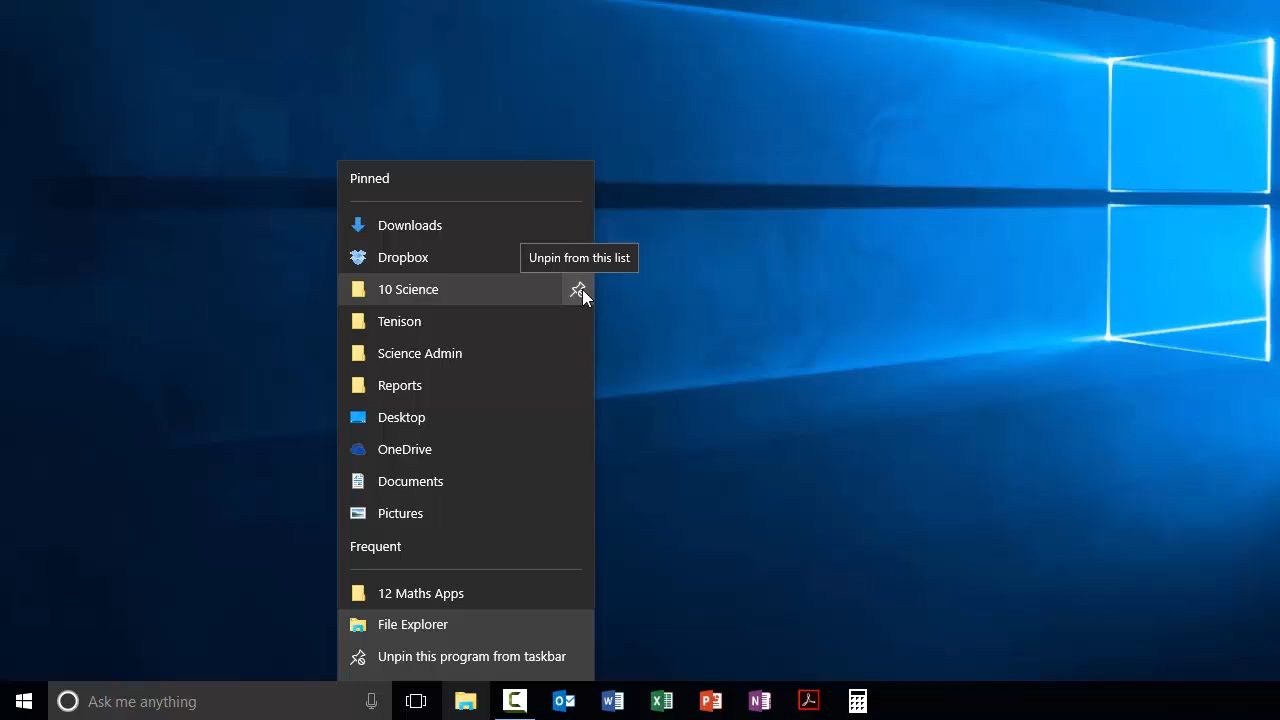 Pinned
Downloads
Dropbox
Unpin from this list
10 Science
Tenison
Science Admin
Reports
Desktop
OneDrive
Documents
Pictures
Frequent
12 Maths Apps
File Explorer
Unpin this program from taskbar
Ask me anything